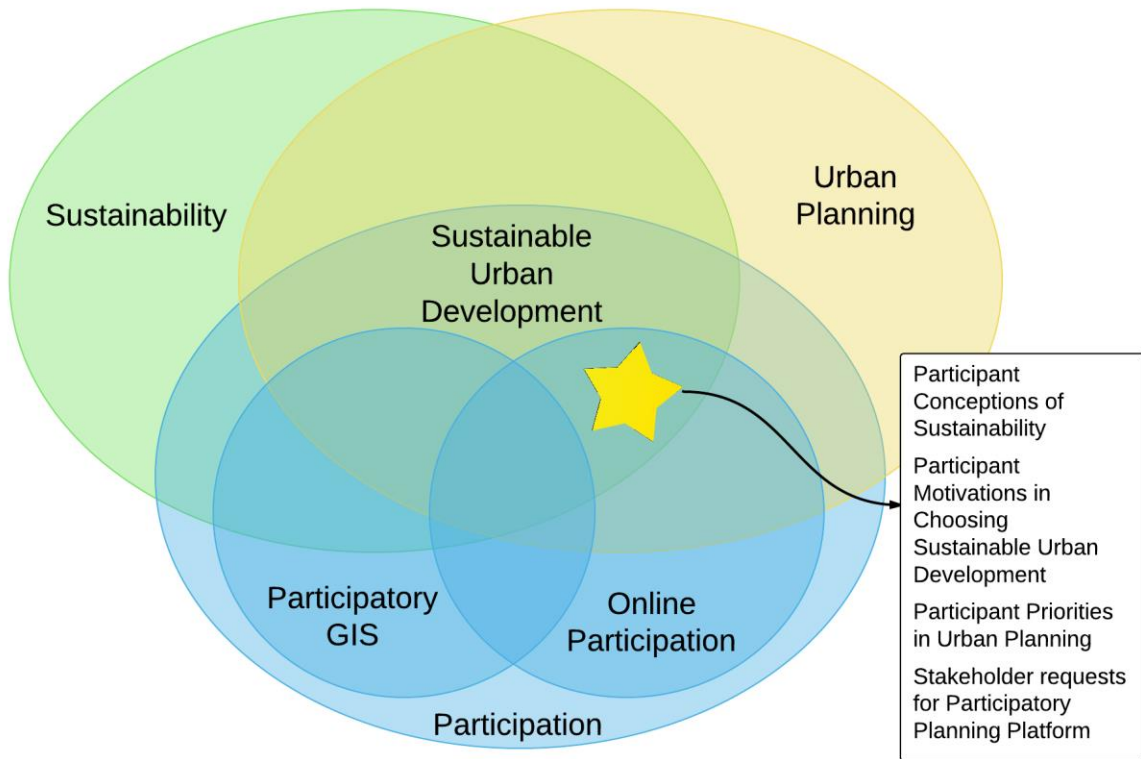 Sustainability
Urban
Planning
Sustainable
Urban
Development
Participatory
GIS
Online
Participation
Participation
Participant
Conceptions of
Sustainability
Participant
Motivations in
Choosing
Sustainable Urban
Development
Participant Priorities
in Urban Planning
Stakeholder requests
for Participatory
Planning Platform